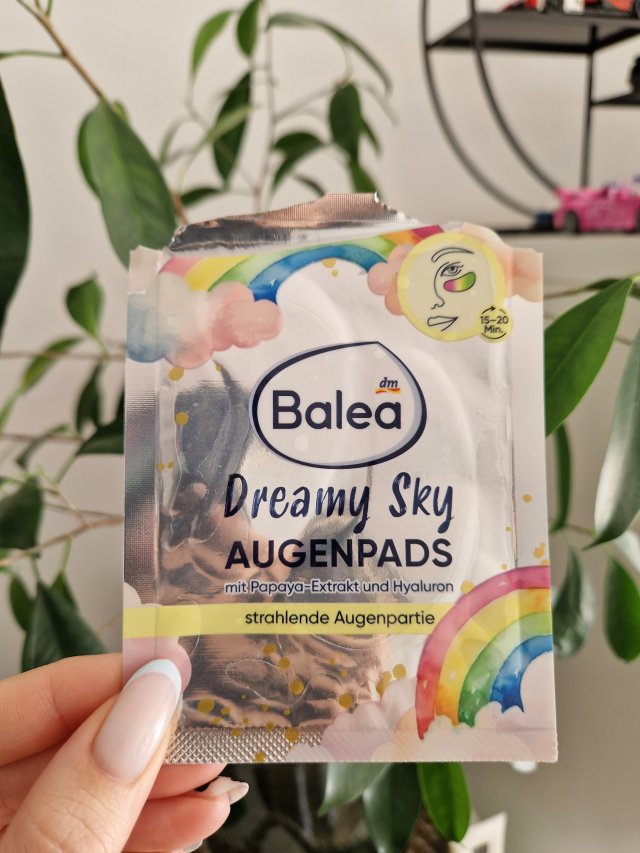 15–20
Min.
dm
Balea
Dreamy Sky
AUGENPADS
mit Papaya-Extrakt und Hyaluron
strahlende Augenpartie